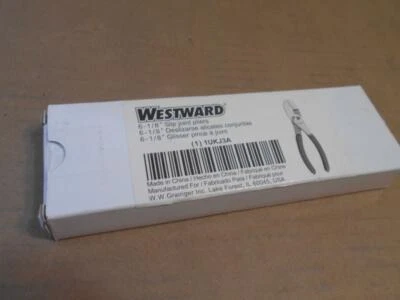 WESTWARD
6-1/8" Slip joint pliers
6-1/8" Deslizarse alicates conjuntas
6-1/8" Glisser pince à joint
(1) 1UKJ3A
Made in China / Hecho en China / Fabriqué en Chine
Manufactured For / Fabricado Para / Fabriqué pour
W.W. Grainger Inc. Lake Forest, IL 60045, USA